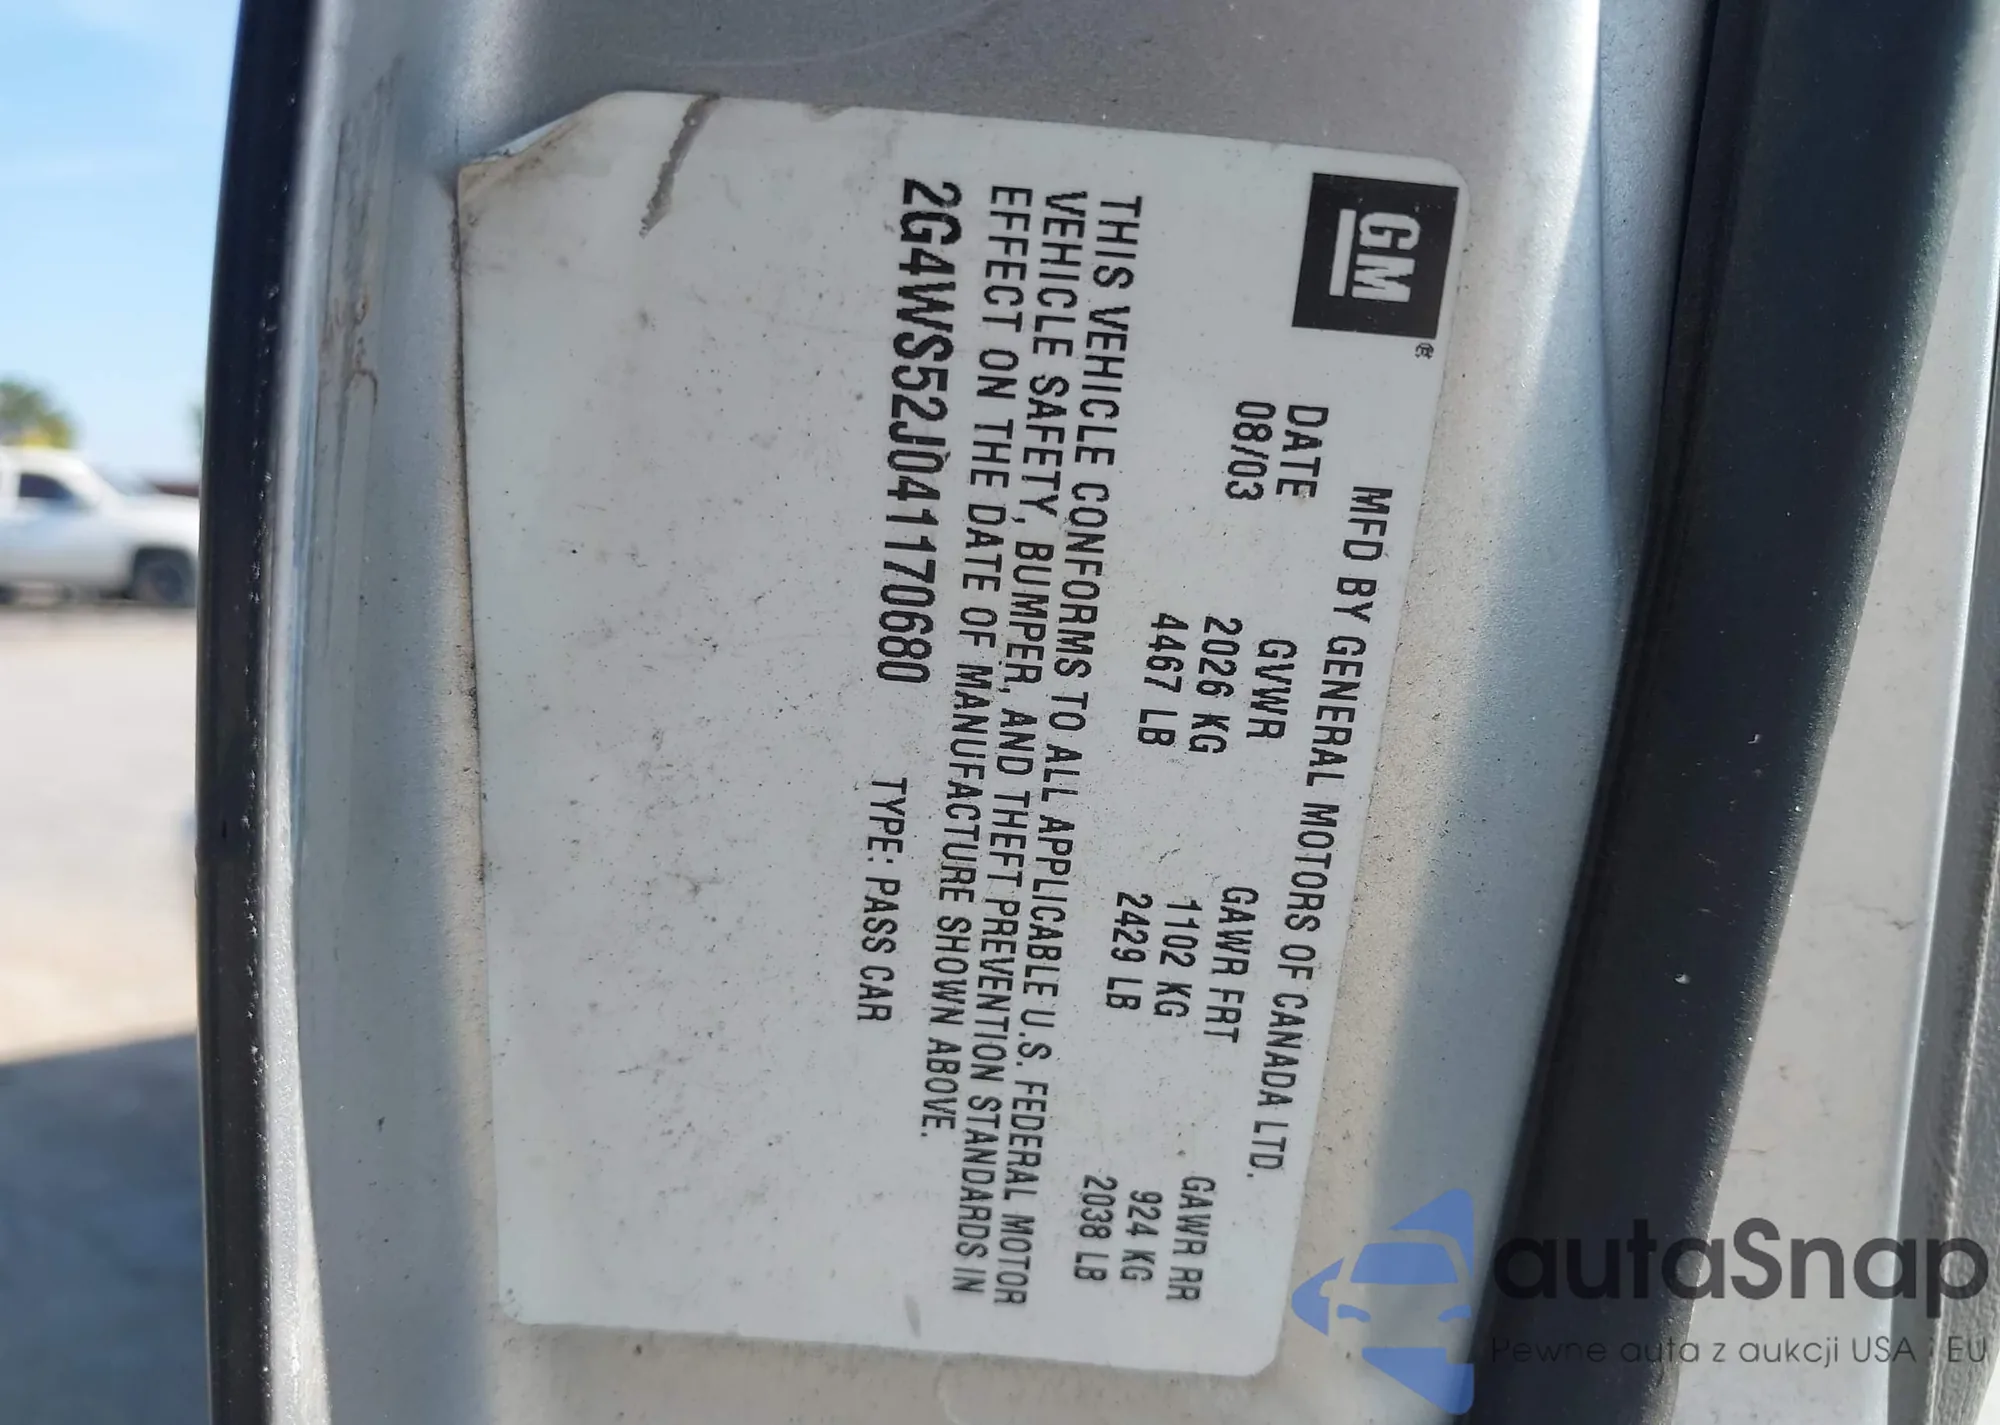 GM®
MFD BY GENERAL MOTORS OF CANADA LTD.
DATE GVWR GAWR FRT GAWR RR
08/03 2026 KG 1102 KG 924 KG
4467 LB 2429 LB 2038 LB
THIS VEHICLE CONFORMS TO ALL APPLICABLE U.S. FEDERAL MOTOR
VEHICLE SAFETY, BUMPER, AND THEFT PREVENTION STANDARDS IN
EFFECT ON THE DATE OF MANUFACTURE SHOWN ABOVE.
2G4WS52J041170680 TYPE: PASS CAR
autaSnap
Pewne auta z aukcji USA i EU